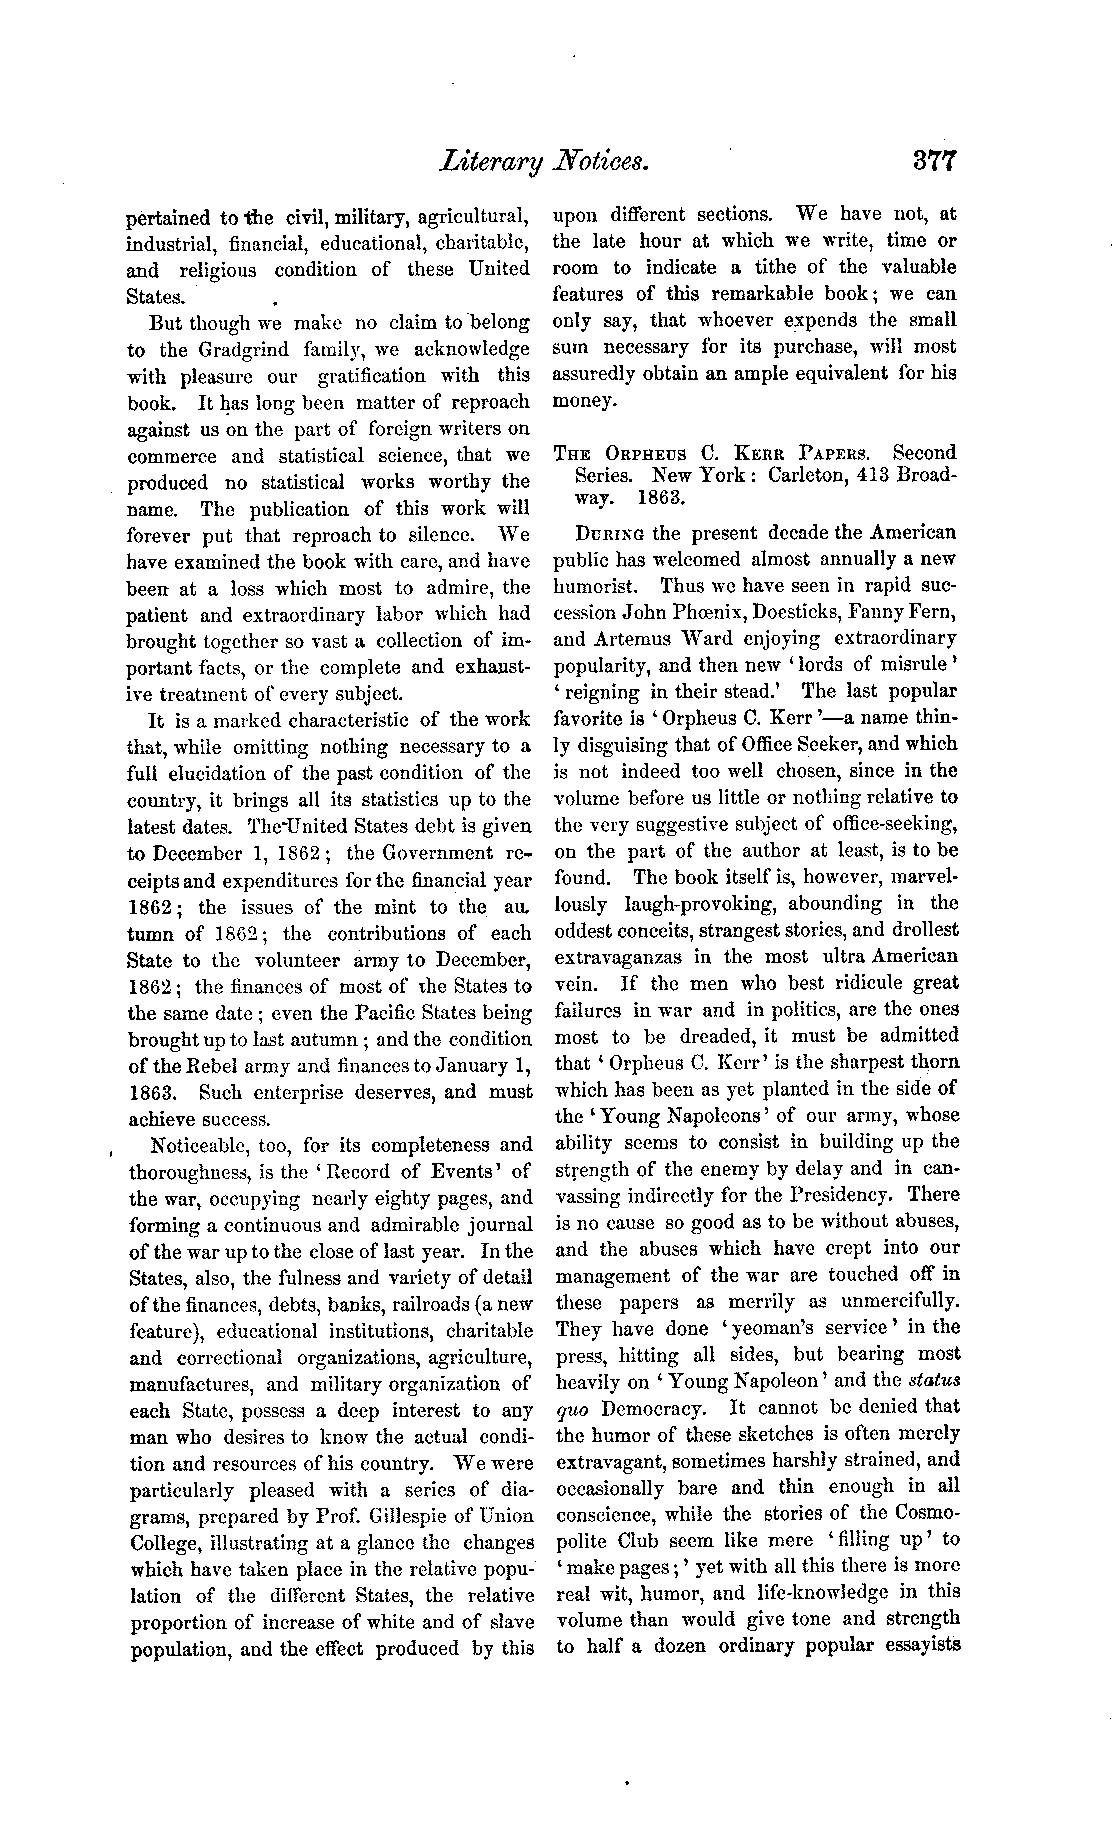 Literary Notices. 377
pertained to the civil, military, agricultural,
industrial, financial, educational, charitable,
and religious condition of these United
States.
But though we make no claim to belong
to the Gradgrind family, we acknowledge
with pleasure our gratification with this
book. It has long been matter of reproach
against us on the part of foreign writers on
commerce and statistical science, that we
produced no statistical works worthy the
name. The publication of this work will
forever put that reproach to silence. We
have examined the book with care, and have
been at a loss which most to admire, the
patient and extraordinary labor which had
brought together so vast a collection of im-
portant facts, or the complete and exhaust-
ive treatment of every subject.
It is a marked characteristic of the work
that, while omitting nothing necessary to a
full elucidation of the past condition of the
country, it brings all its statistics up to the
latest dates. The United States debt is given
to December 1, 1862; the Government re-
ceipts and expenditures for the financial year
1862; the issues of the mint to the au-
tumn of 1862; the contributions of each
State to the volunteer army to December,
1862; the finances of most of the States to
the same date; even the Pacific States being
brought up to last autumn; and the condition
of the Rebel army and finances to January 1,
1863. Such enterprise deserves, and must
achieve success.
Noticeable, too, for its completeness and
thoroughness, is the 'Record of Events' of
the war, occupying nearly eighty pages, and
forming a continuous and admirable journal
of the war up to the close of last year. In the
States, also, the fulness and variety of detail
of the finances, debts, banks, railroads (a new
feature), educational institutions, charitable
and correctional organizations, agriculture,
manufactures, and military organization of
each State, possess a deep interest to any
man who desires to know the actual condi-
tion and resources of his country. We were
particularly pleased with a series of dia-
grams, prepared by Prof. Gillespie of Union
College, illustrating at a glance the changes
which have taken place in the relative popu-
lation of the different States, the relative
proportion of increase of white and of slave
population, and the effect produced by this
upon different sections. We have not, at
the late hour at which we write, time or
room to indicate a tithe of the valuable
features of this remarkable book; we can
only say, that whoever expends the small
sum necessary for its purchase, will most
assuredly obtain an ample equivalent for his
money.
THE ORPHEUS C. KERR PAPERS. Second
Series. New York: Carleton, 413 Broad-
way. 1863.
DURING the present decade the American
public has welcomed almost annually a new
humorist. Thus we have seen in rapid suc-
cession John Phœnix, Doesticks, Fanny Fern,
and Artemus Ward enjoying extraordinary
popularity, and then new 'lords of misrule'
'reigning in their stead.' The last popular
favorite is 'Orpheus C. Kerr'—a name thin-
ly disguising that of Office Seeker, and which
is not indeed too well chosen, since in the
volume before us little or nothing relative to
the very suggestive subject of office-seeking,
on the part of the author at least, is to be
found. The book itself is, however, marvel-
lously laugh-provoking, abounding in the
oddest conceits, strangest stories, and drollest
extravaganzas in the most ultra American
vein. If the men who best ridicule great
failures in war and in politics, are the ones
most to be dreaded, it must be admitted
that 'Orpheus C. Kerr' is the sharpest thorn
which has been as yet planted in the side of
the 'Young Napoleons' of our army, whose
ability seems to consist in building up the
strength of the enemy by delay and in can-
vassing indirectly for the Presidency. There
is no cause so good as to be without abuses,
and the abuses which have crept into our
management of the war are touched off in
these papers as merrily as unmercifully.
They have done 'yeoman's service' in the
press, hitting all sides, but bearing most
heavily on 'Young Napoleon' and the status
quo Democracy. It cannot be denied that
the humor of these sketches is often merely
extravagant, sometimes harshly strained, and
occasionally bare and thin enough in all
conscience, while the stories of the Cosmo-
polite Club seem like mere 'filling up' to
'make pages;' yet with all this there is more
real wit, humor, and life-knowledge in this
volume than would give tone and strength
to half a dozen ordinary popular essayists